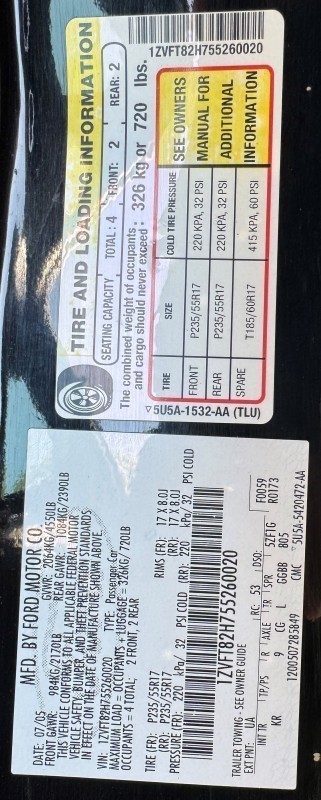 TIRE AND LOADING INFORMATION
SEATING CAPACITY TOTAL: 4 FRONT: 2 REAR: 2
The combined weight of occupants
and cargo should never exceed: 326 kg or 720 lbs.
TIRE SIZE COLD TIRE PRESSURE
FRONT P235/55R17 220 KPA, 32 PSI
REAR P235/55R17 220 KPA, 32 PSI
SPARE T185/60R17 415 KPA, 60 PSI
SEE OWNERS
MANUAL FOR
ADDITIONAL
INFORMATION
▽5U5A-1532-AA (TLU)
1ZVFT82H755260020
MFD. BY FORD MOTOR CO.
DATE: 07/05 GVWR: 2064KG/4550LB
FRONT GAWR: 984KG/2170LB REAR GAWR: 1084KG/2390LB
THIS VEHICLE CONFORMS TO ALL APPLICABLE FEDERAL MOTOR
VEHICLE SAFETY, BUMPER, AND THEFT PREVENTION STANDARDS
IN EFFECT ON THE DATE OF MANUFACTURE SHOWN ABOVE
VIN: 1ZVFT82H755260020 TYPE: Passenger Car
MAXIMUM LOAD = OCCUPANTS + LUGGAGE = 326KG/720LB
OCCUPANTS = 4 TOTAL: 2 FRONT, 2 REAR
TIRE (FR): P235/55R17 RIMS (FR): 17 X 8.0J
TIRE (RR): P235/55R17 (RR): 17 X 8.0J
PRESSURE (FR): 220 kPa/ 32 PSI COLD (RR): 220 kPa/ 32 PSI COLD
1ZVFT82H755260020
TRAILER TOWING - SEE OWNER GUIDE
F0059
R0173
EXT PNT: UA RC: 53 DSO:
INT TR TP/PS R AXLE TR SPR 5ZF1G
KR 9 CG L GGBB B05
1200507285849 CMC 5U5A-5420472-AA